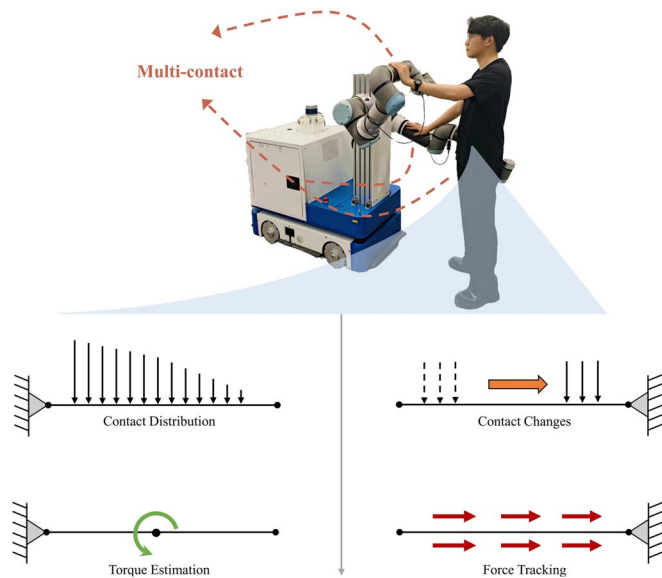 Multi-contact
Contact Distribution
Contact Changes
Torque Estimation
Force Tracking